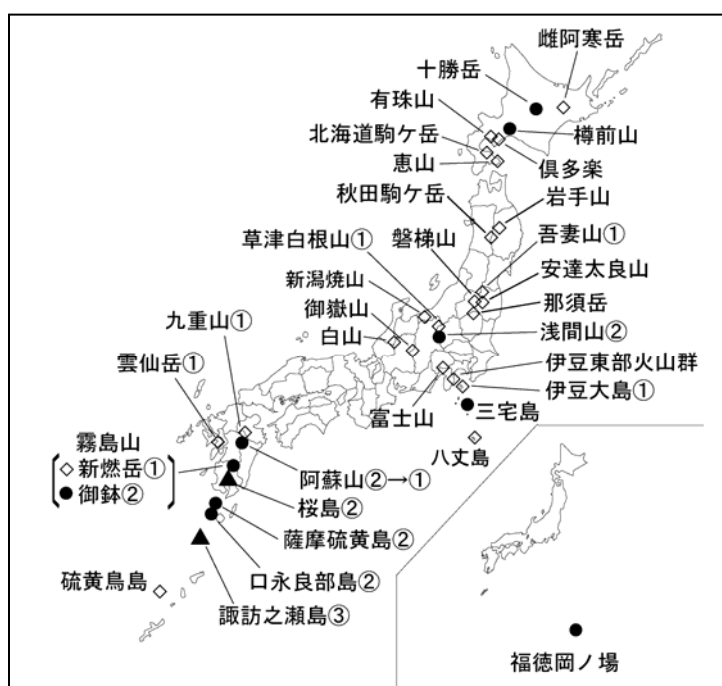 雌阿寒岳
十勝岳
有珠山
北海道駒ケ岳
樽前山
恵山
倶多楽
秋田駒ケ岳
岩手山
草津白根山①
磐梯山
吾妻山①
新潟焼山
安達太良山
御嶽山
那須岳
九重山①
白山
浅間山②
雲仙岳①
伊豆東部火山群
富士山
伊豆大島①
三宅島
霧島山
八丈島
新燃岳①
阿蘇山②→①
御鉢②
桜島②
薩摩硫黄島②
硫黄鳥島
口永良部島②
諏訪之瀬島③
福徳岡ノ場